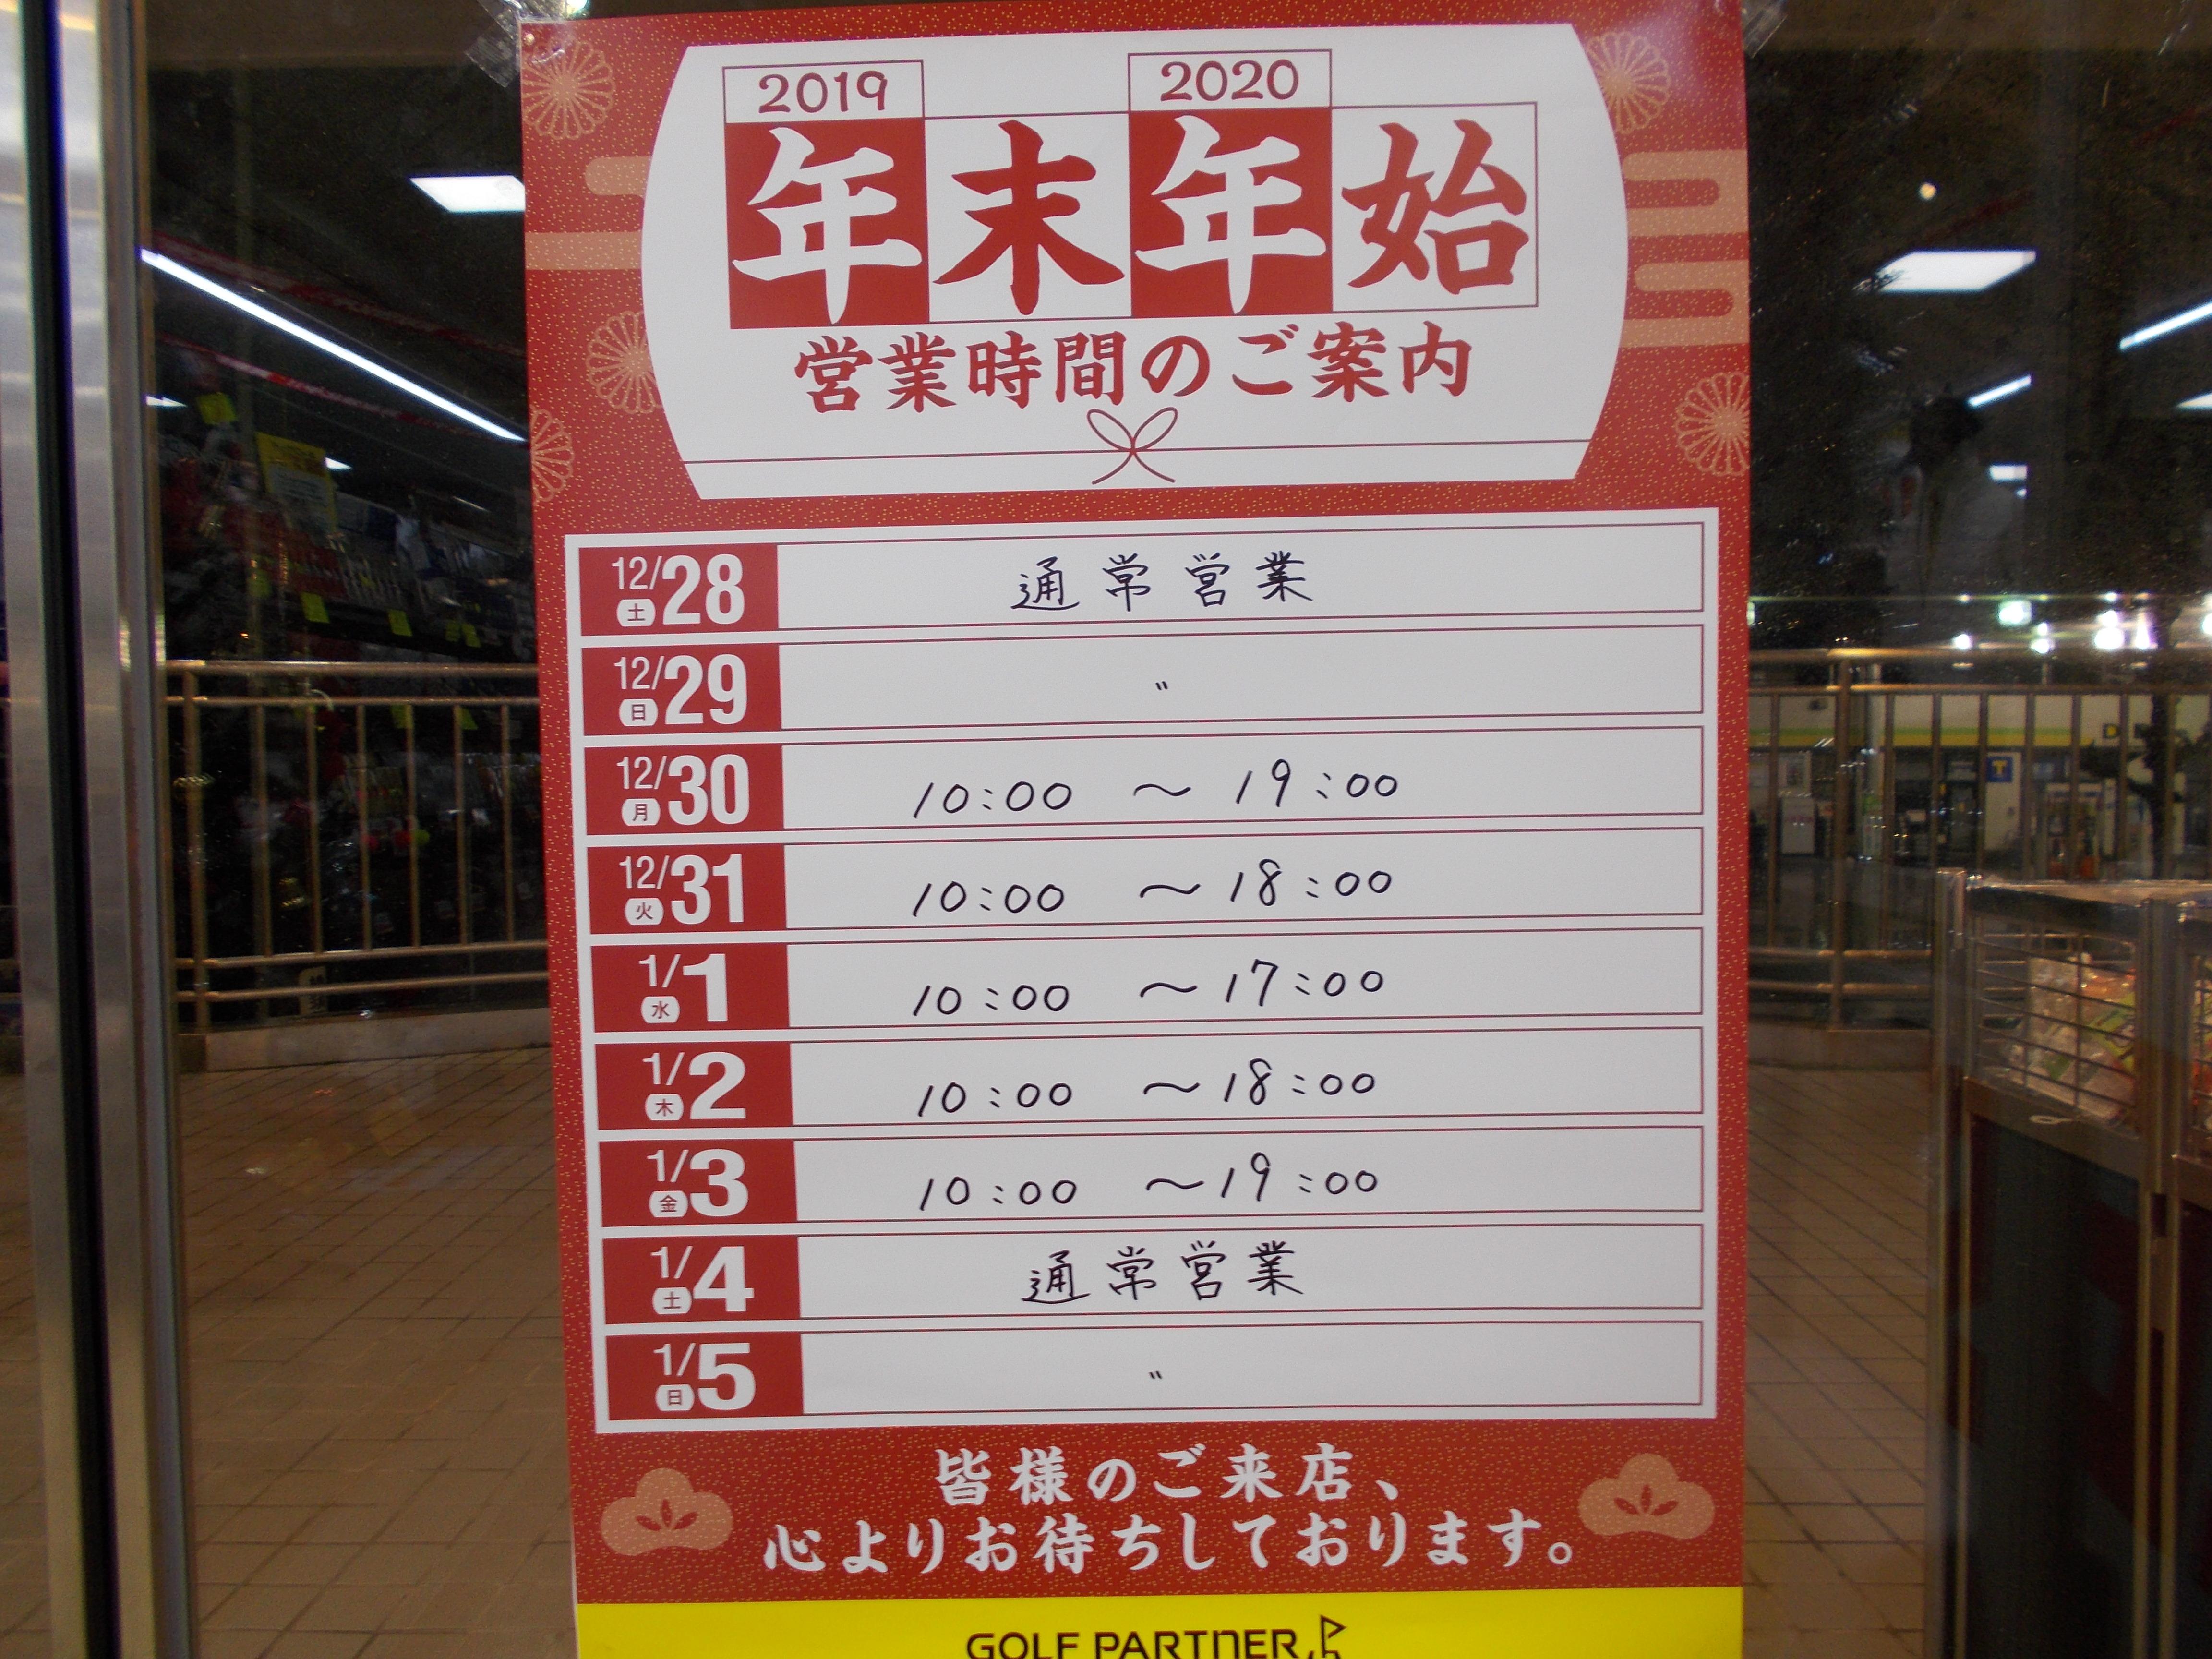 2019 2020
年末年始
営業時間のご案内
12/28 土 通常営業
12/29 日 〃
12/30 月 10:00 〜 19:00
12/31 火 10:00 〜 18:00
1/1 水 10:00 〜 17:00
1/2 木 10:00 〜 18:00
1/3 金 10:00 〜 19:00
1/4 土 通常営業
1/5 日 〃
皆様のご来店、
心よりお待ちしております。
GOLF PARTNER